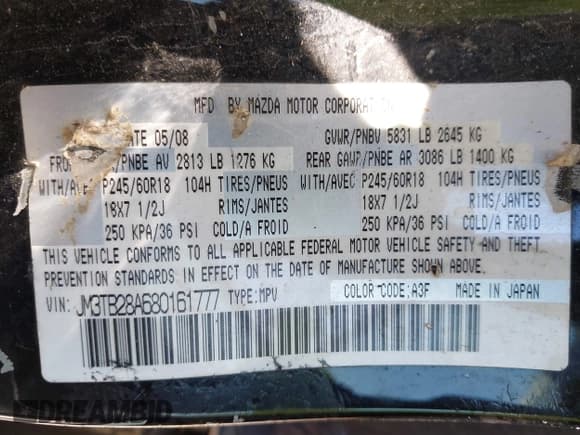 MFD BY MAZDA MOTOR CORPORATION
DATE 05/08 GVWR/PNBV 5831 LB 2645 KG
FRO /PNBE AV 2813 LB 1276 KG REAR GAWR/PNBE AR 3086 LB 1400 KG
WITH/AVEC P245/60R18 104H TIRES/PNEUS WITH/AVEC P245/60R18 104H TIRES/PNEUS
18X7 1/2J RIMS/JANTES 18X7 1/2J RIMS/JANTES
250 KPA/36 PSI COLD/A FROID 250 KPA/36 PSI COLD/A FROID
THIS VEHICLE CONFORMS TO ALL APPLICABLE FEDERAL MOTOR VEHICLE SAFETY AND THEFT
PREVENTION STANDARDS IN EFFECT ON THE DATE OF MANUFACTURE SHOWN ABOVE.
VIN: JM3TB28A680161777 TYPE:MPV COLOR CODE:A3F MADE IN JAPAN
DREAMBID